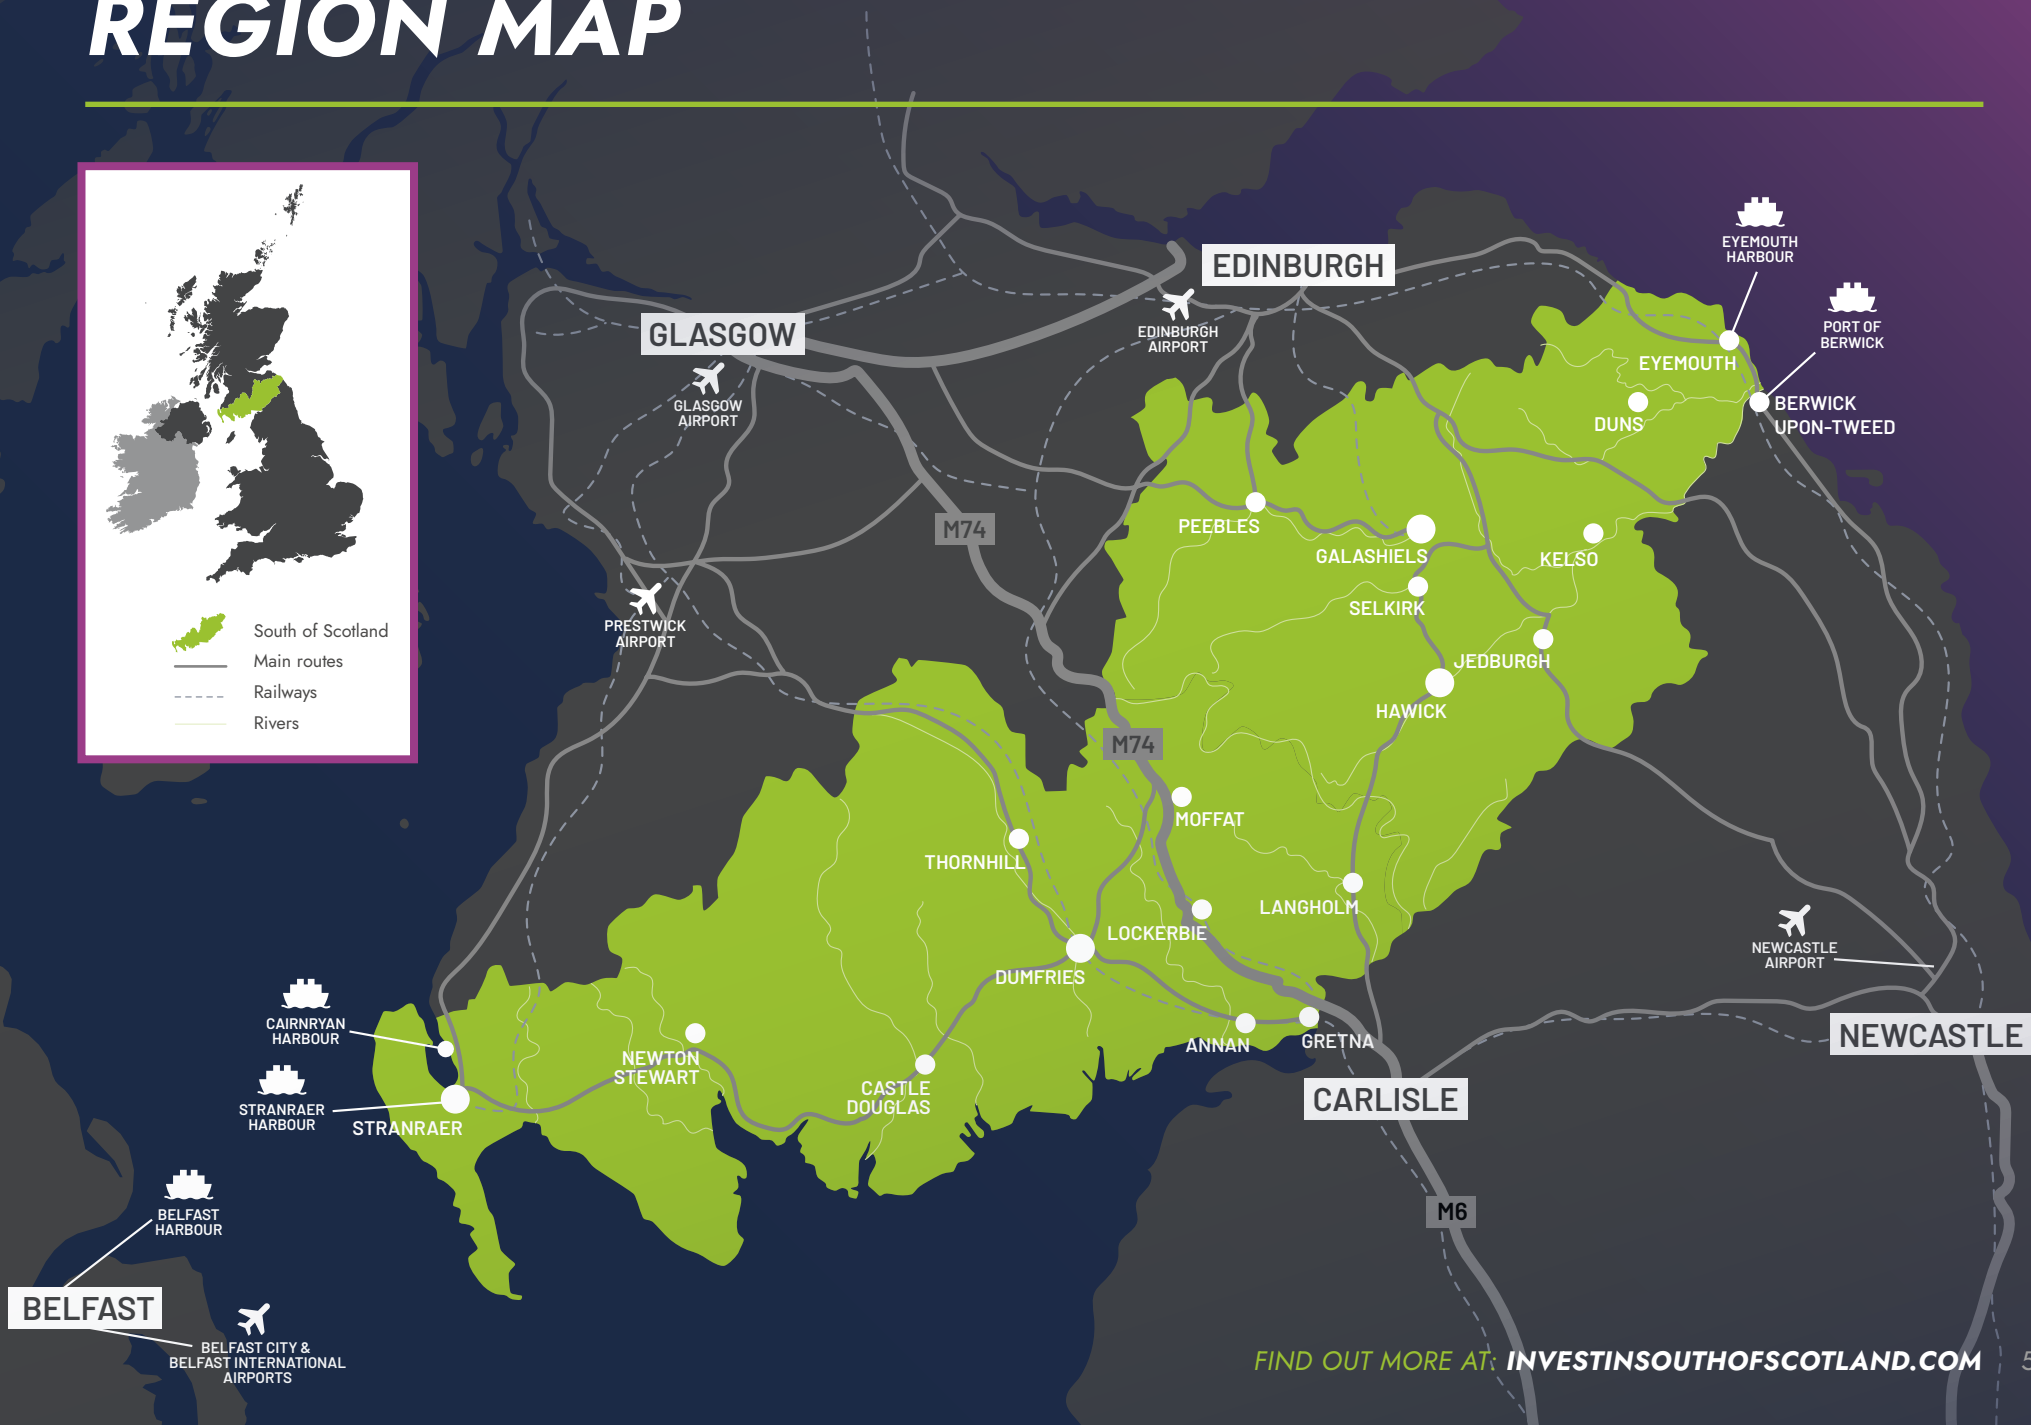 REGION MAP
EYEMOUTH
HARBOUR
PORT OF
BERWICK
EDINBURGH
EDINBURGH
AIRPORT
GLASGOW
GLASGOW
AIRPORT
EYEMOUTH
DUNS
BERWICK
UPON-TWEED
M74
PEEBLES
GALASHIELS
KELSO
SELKIRK
PRESTWICK
AIRPORT
JEDBURGH
HAWICK
South of Scotland
Main routes
Railways
Rivers
M74
MOFFAT
THORNHILL
LANGHOLM
LOCKERBIE
DUMFRIES
NEWCASTLE
AIRPORT
CAIRNRYAN
HARBOUR
NEWTON
STEWART
ANNAN
GRETNA
NEWCASTLE
STRANRAER
HARBOUR
STRANRAER
CASTLE
DOUGLAS
CARLISLE
BELFAST
HARBOUR
M6
BELFAST
BELFAST CITY &
BELFAST INTERNATIONAL
AIRPORTS
FIND OUT MORE AT: INVESTINSOUTHOFSCOTLAND.COM
5